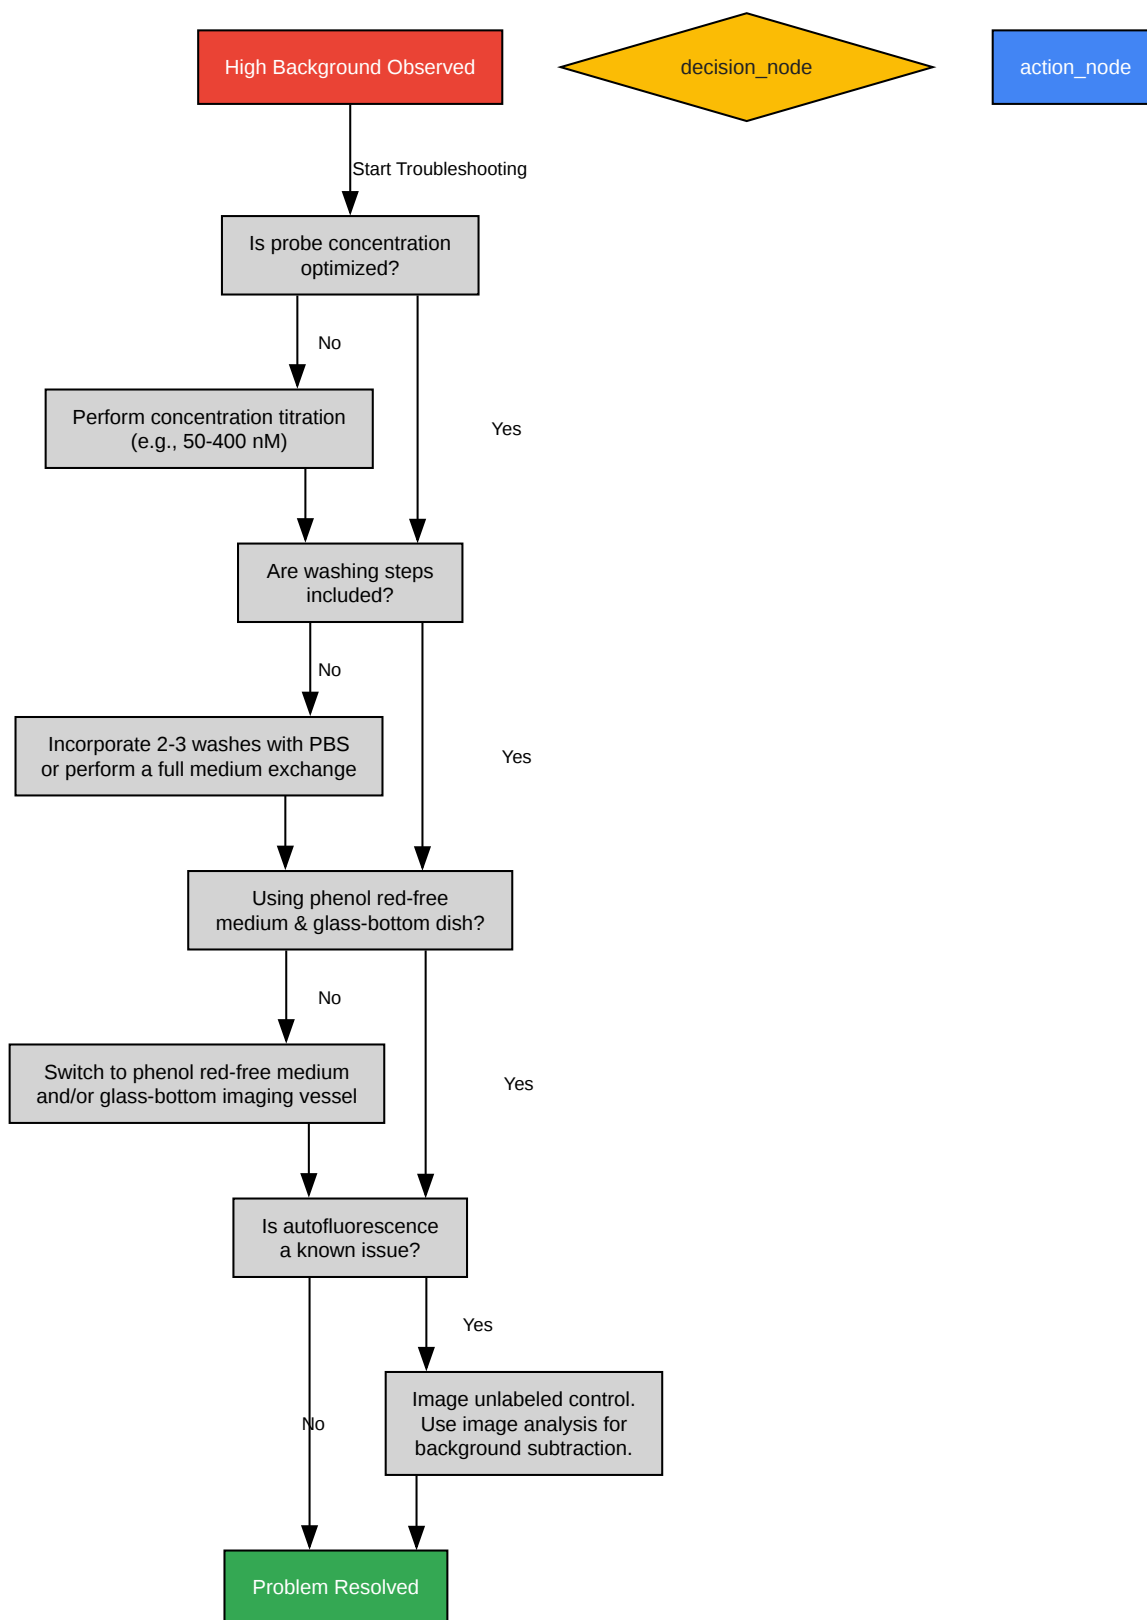 High Background Observed
decision_node
action_node
Start Troubleshooting
Is probe concentration
optimized?
No
Perform concentration titration
(e.g., 50-400 nM)
Yes
Are washing steps
included?
No
Incorporate 2-3 washes with PBS
or perform a full medium exchange
Yes
Using phenol red-free
medium & glass-bottom dish?
No
Switch to phenol red-free medium
and/or glass-bottom imaging vessel
Yes
Is autofluorescence
a known issue?
Yes
Image unlabeled control.
Use image analysis for
background subtraction.
No
Problem Resolved